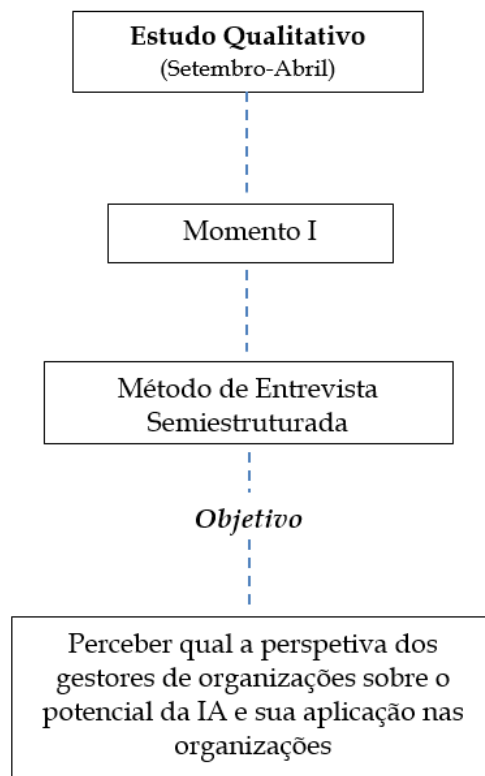 Estudo Qualitativo
(Setembro-Abril)
Momento I
Método de Entrevista
Semiestruturada
Objetivo
Perceber qual a perspetiva dos
gestores de organizações sobre o
potencial da IA e sua aplicação nas
organizações